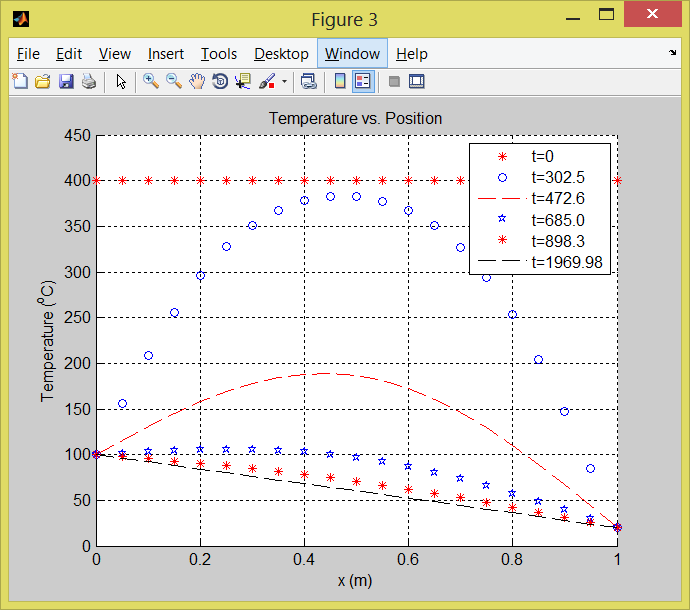 Figure 3
File Edit View Insert Tools Desktop Window Help
Temperature vs. Position
450
400
350
300
250
200
150
100
50
0
Temperature (°C)
t=0
t=302.5
t=472.6
t=685.0
t=898.3
t=1969.98
0 0.2 0.4 0.6 0.8 1
x (m)